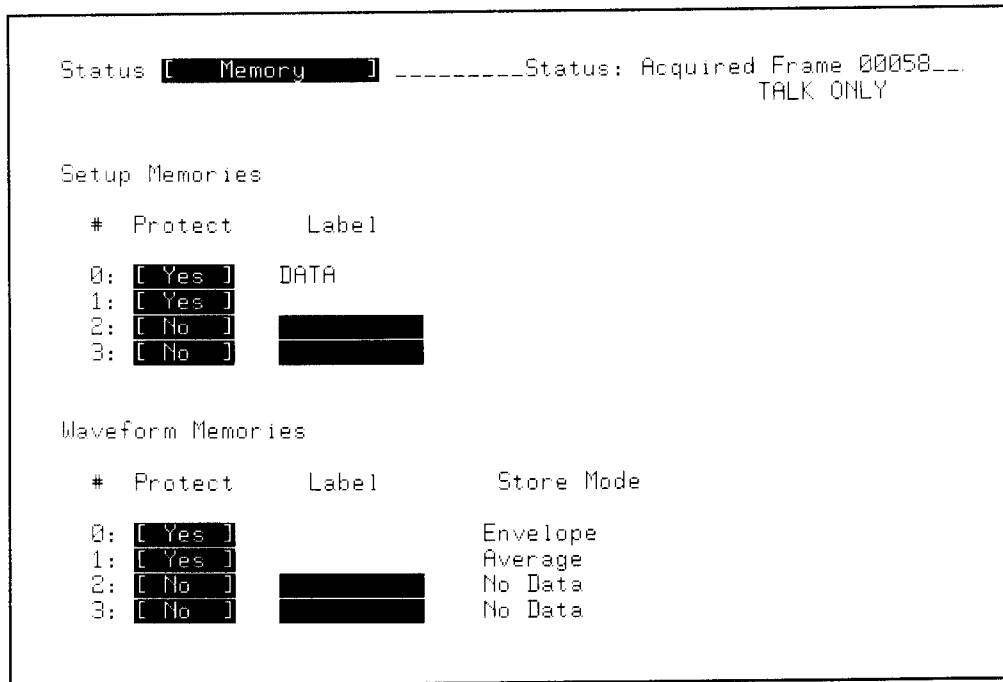 Status [ Memory ] _________Status: Acquired Frame 00058__
TALK ONLY
Setup Memories
# Protect Label
0: [ Yes ] DATA
1: [ Yes ]
2: [ No ]
3: [ No ]
Waveform Memories
# Protect Label Store Mode
0: [ Yes ] Envelope
1: [ Yes ] Average
2: [ No ] No Data
3: [ No ] No Data